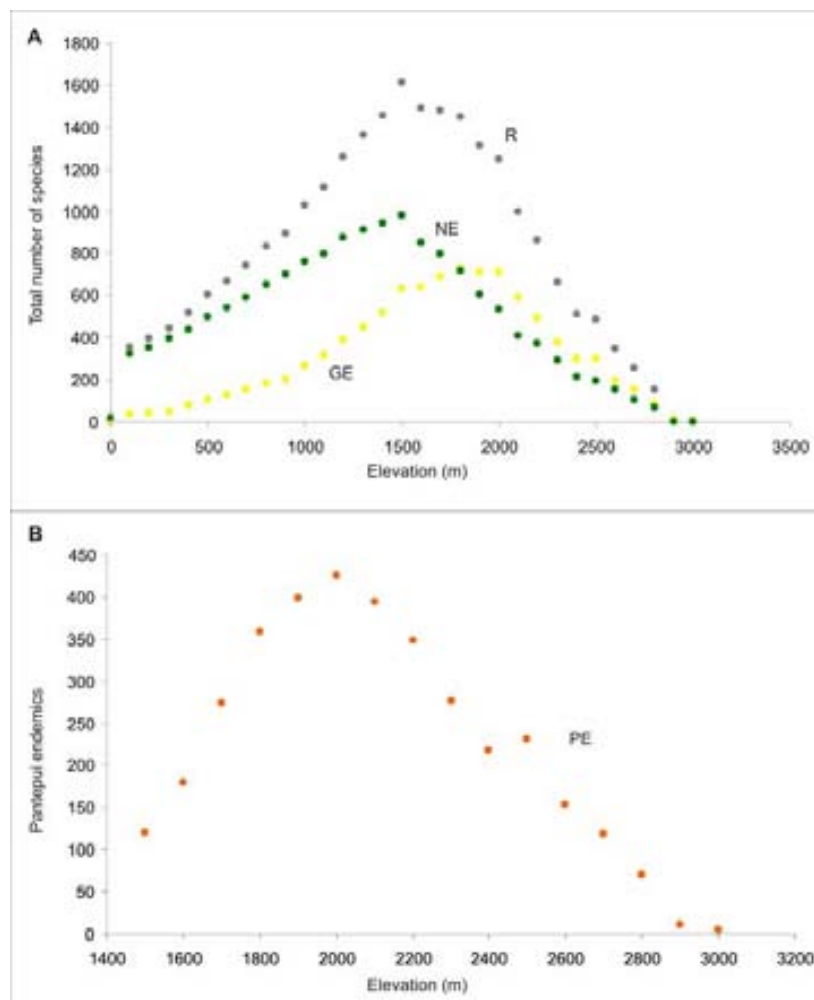 A
1800
1600
1400
1200
1000
800
600
400
200
0
Total number of species
R
NE
GE
0 500 1000 1500 2000 2500 3000 3500
Elevation (m)
B
450
400
350
300
250
200
150
100
50
0
Pantepui endemics
PE
1400 1600 1800 2000 2200 2400 2600 2800 3000 3200
Elevation (m)